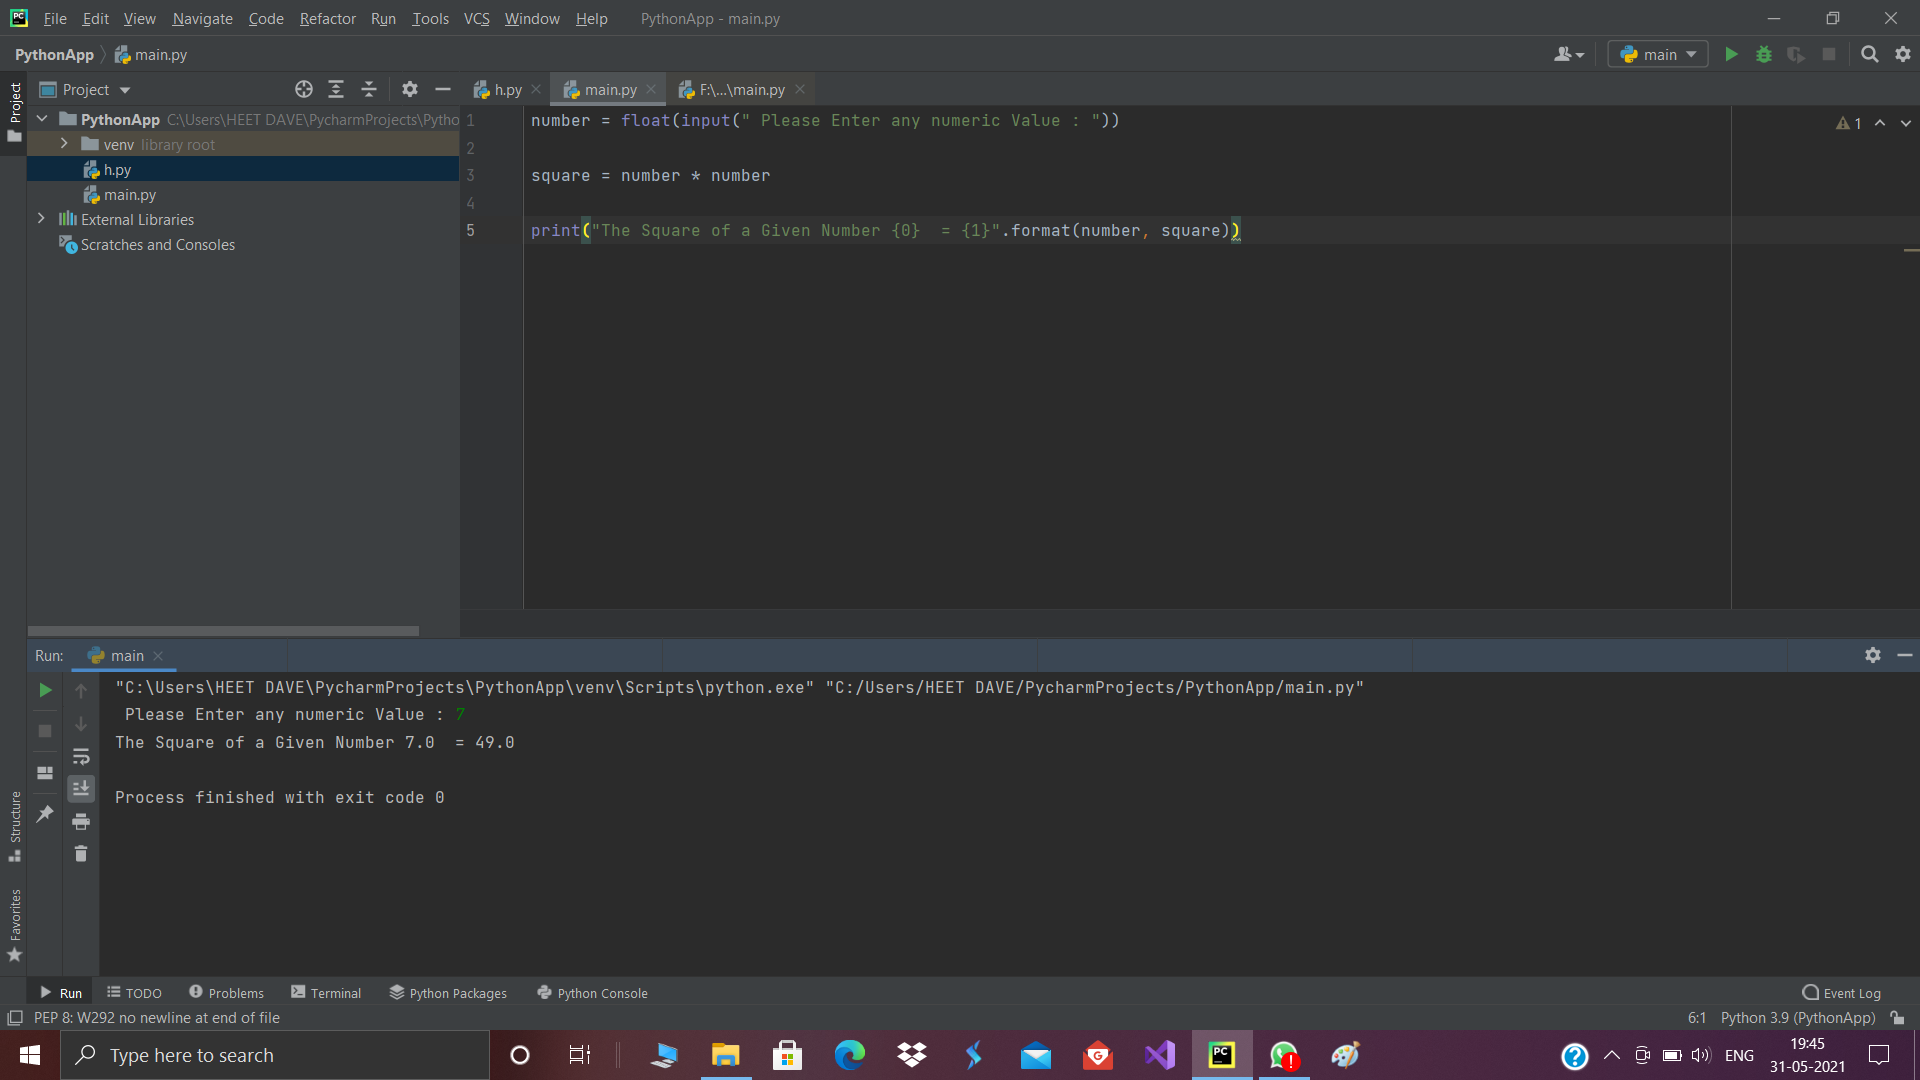 File Edit View Navigate Code Refactor Run Tools VCS Window Help PythonApp - main.py
PythonApp main.py
main
Project
h.py
main.py
F:\...\main.py
Project
PythonApp C:\Users\HEET DAVE\PycharmProjects\Pytho
venv library root
h.py
main.py
External Libraries
Scratches and Consoles
1 number = float(input(" Please Enter any numeric Value : "))
2
3 square = number * number
4
5 print("The Square of a Given Number {0}  = {1}".format(number, square))
1
Run: main
"C:\Users\HEET DAVE\PycharmProjects\PythonApp\venv\Scripts\python.exe" "C:/Users/HEET DAVE/PycharmProjects/PythonApp/main.py"
Please Enter any numeric Value : 7
The Square of a Given Number 7.0  = 49.0
Process finished with exit code 0
Structure
Favorites
Run TODO Problems Terminal Python Packages Python Console Event Log
PEP 8: W292 no newline at end of file 6:1 Python 3.9 (PythonApp)
Type here to search
PC
ENG
19:45
31-05-2021